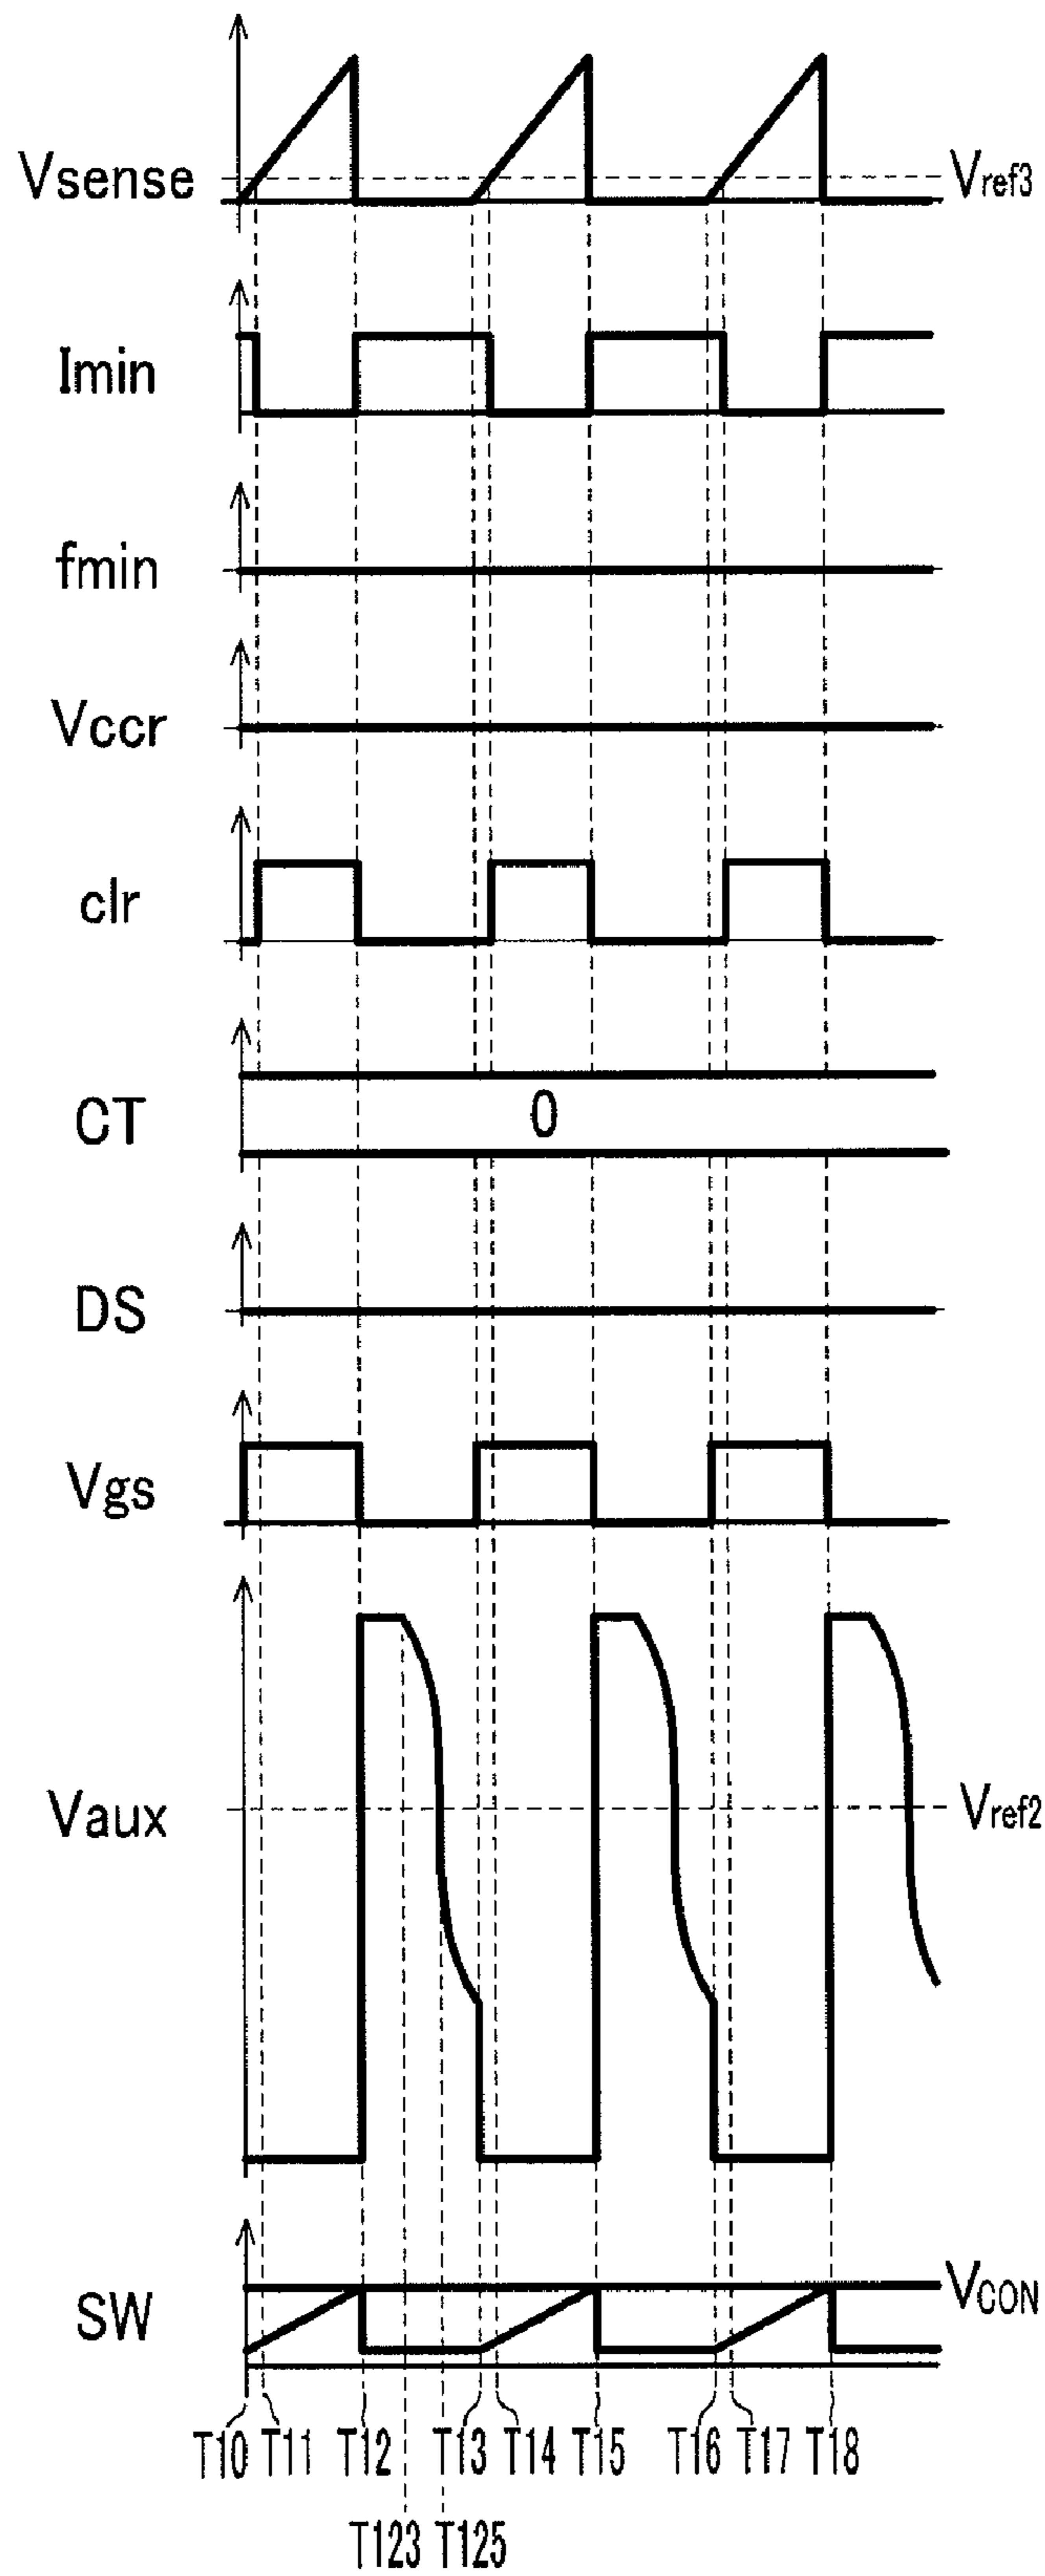 Vsense
Vref3
Imin
fmin
Vccr
clr
CT
0
DS
Vgs
Vaux
Vref2
SW
VCON
T10 T11 T12 T13 T14 T15 T16 T17 T18
T123 T125